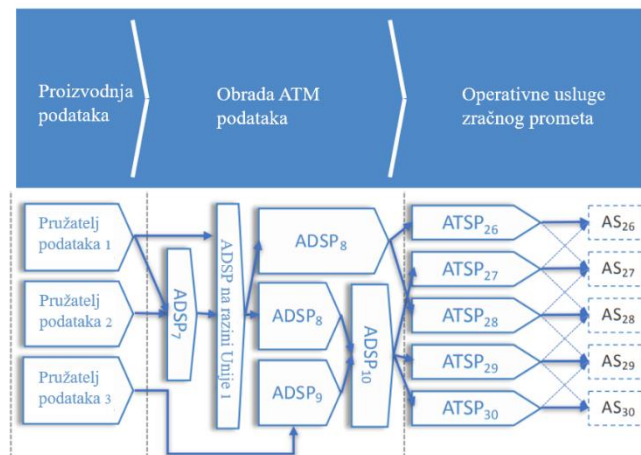 Proizvodnja
podataka
Obrada ATM
podataka
Operativne usluge
zračnog prometa
Pružatelj
podataka 1
Pružatelj
podataka 2
Pružatelj
podataka 3
ADSP7
ADSP na razini Unije 1
ADSP8
ADSP8
ADSP9
ADSP10
ATSP26
ATSP27
ATSP28
ATSP29
ATSP30
AS26
AS27
AS28
AS29
AS30